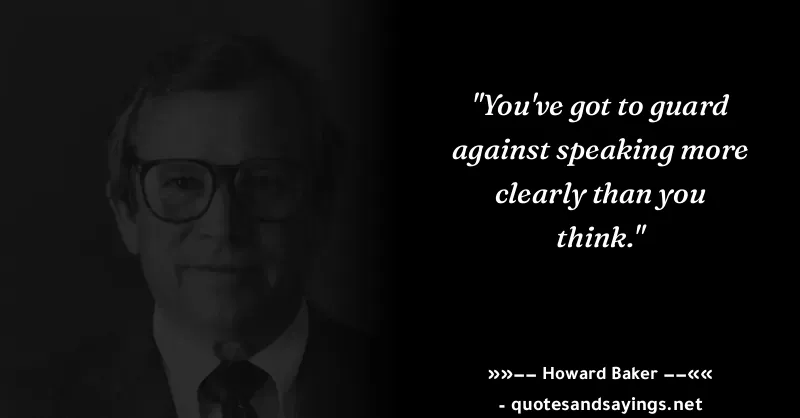 "You've got to guard
against speaking more
clearly than you
think."
»»−− Howard Baker −−««
- quotesandsayings.net